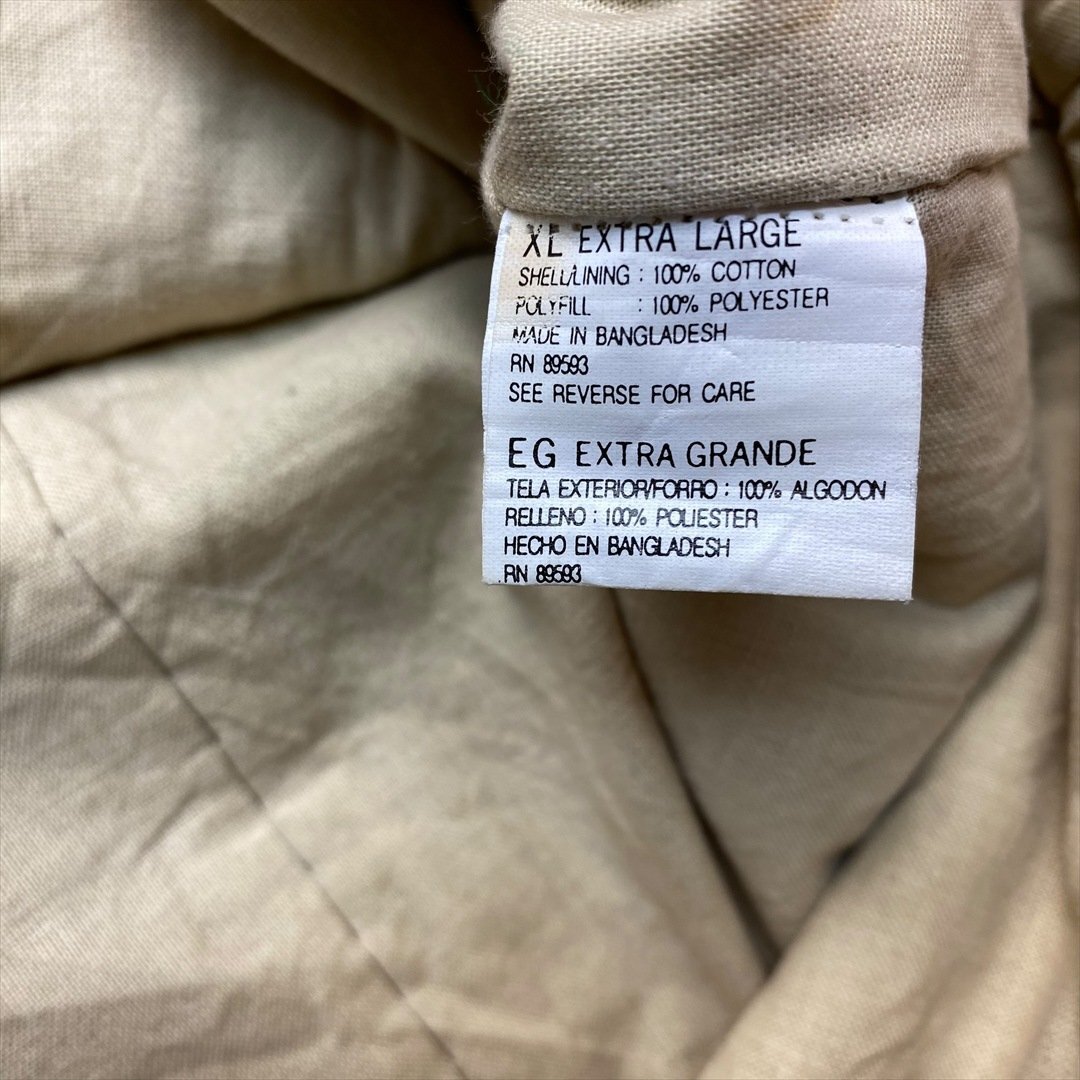 XL EXTRA LARGE
SHELL/LINING : 100% COTTON
POLYFILL : 100% POLYESTER
MADE IN BANGLADESH
RN 89593
SEE REVERSE FOR CARE
EG EXTRA GRANDE
TELA EXTERIOR/FORRO : 100% ALGODON
RELLENO : 100% POLIESTER
HECHO EN BANGLADESH
RN 89593